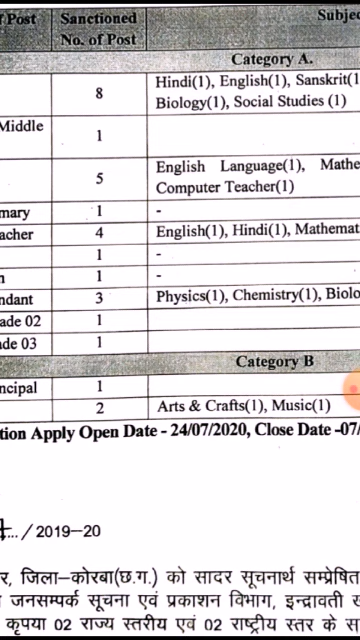 f Post Sanctioned No. of Post Subjec
Category A.
8 Hindi(1), English(1), Sanskrit(1
Biology(1), Social Studies (1)
Middle 1
5 English Language(1), Mathe
Computer Teacher(1)
mary 1 -
acher 4 English(1), Hindi(1), Mathemat
1 -
n 1 -
ndant 3 Physics(1), Chemistry(1), Biolo
ade 02 1
ade 03 1
Category B
ncipal 1
2 Arts & Crafts(1), Music(1)
tion Apply Open Date - 24/07/2020, Close Date -07/
... / 2019-20
र, जिला-कोरबा(छ.ग.) को सादर सूचनार्थ सम्प्रेषित
जनसम्पर्क सूचना एवं प्रकाशन विभाग, इन्द्रावती
कृपया 02 राज्य स्तरीय एवं 02 राष्ट्रीय स्तर के स